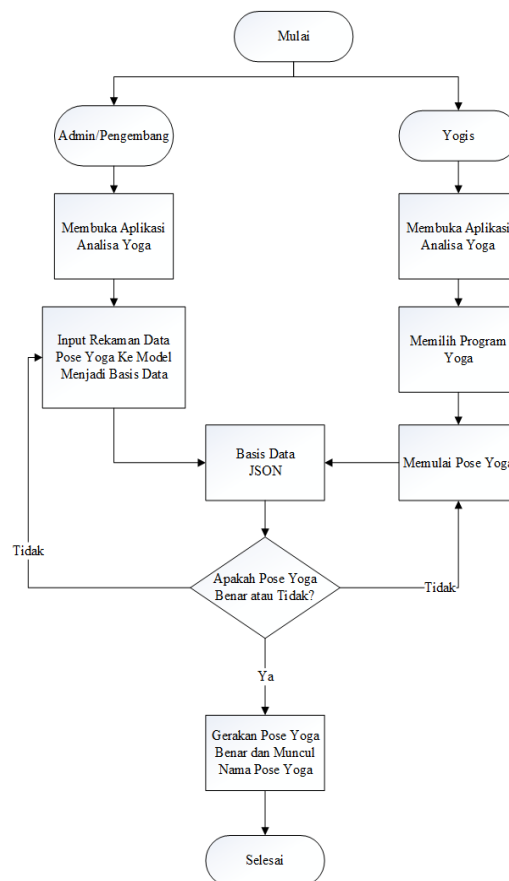 Mulai
Admin/Pengembang
Yogis
Membuka Aplikasi
Analisa Yoga
Membuka Aplikasi
Analisa Yoga
Input Rekaman Data
Pose Yoga Ke Model
Menjadi Basis Data
Memilih Program
Yoga
Basis Data
JSON
Memulai Pose Yoga
Tidak
Apakah Pose Yoga
Benar atau Tidak?
Tidak
Ya
Gerakan Pose Yoga
Benar dan Muncul
Nama Pose Yoga
Selesai